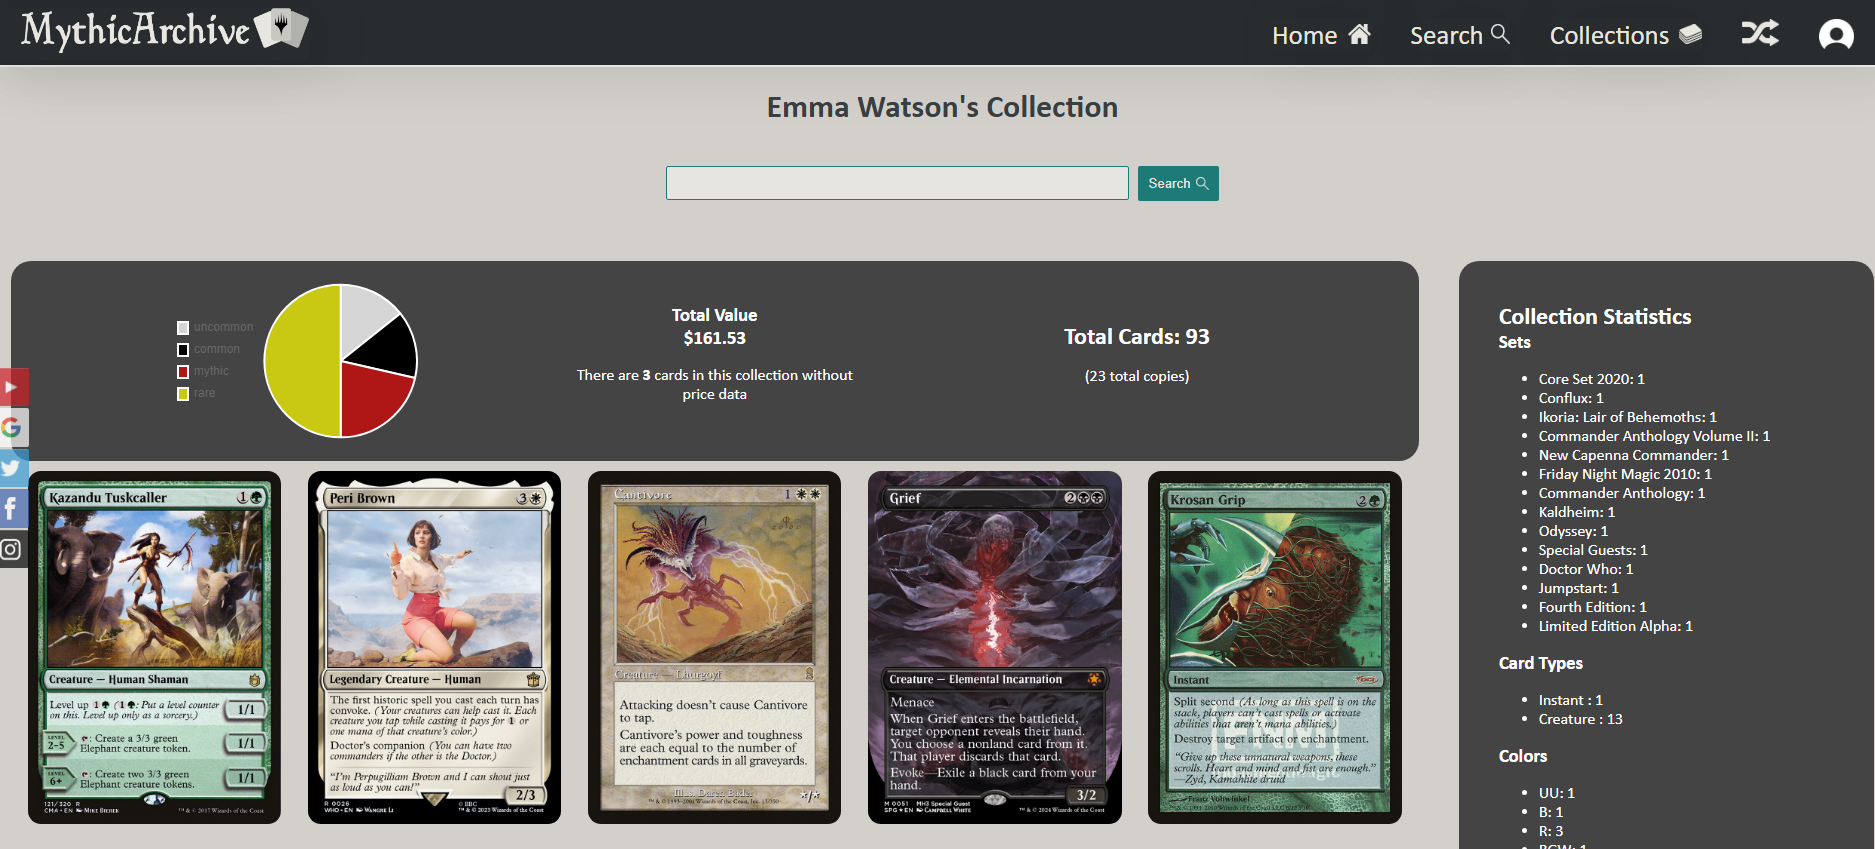 MythicArchive
Home
Search
Collections
Emma Watson's Collection
Search
uncommon
common
mythic
rare
Total Value
$161.53
There are 3 cards in this collection without
price data
Total Cards: 93
(23 total copies)
Kazandu Tuskcaller 1
Creature — Human Shaman
Level up 1 (1 : Put a level counter
on this. Level up only as a sorcery.)
1/1
LEVEL
2-5
: Create a 3/3 green
Elephant creature token.
1/1
LEVEL
6+
: Create two 3/3 green
Elephant creature tokens.
1/1
121/320 R
CMA • EN Mike Bierek
™ & © 2017 Wizards of the Coast
Peri Brown 3
Legendary Creature — Human
The first historic spell you cast each turn has
convoke. (Your creatures can help cast it. Each
creature you tap while casting it pays for 1 or
one mana of that creature's color.)
Doctor's companion (You can have two
commanders if the other is the Doctor.)
"I'm Perpugilliam Brown and I can shout just
as loud as you can!"
2/3
R 0026
WHO • EN Wangjie Li
© BBC
™ & © 2023 Wizards of the Coast
Cantivore 1
Creature — Lhurgoyf
Attacking doesn't cause Cantivore
to tap.
Cantivore's power and toughness
are each equal to the number of
enchantment cards in all graveyards.
Illus. Daren Bader
*/*
Grief 2
Creature — Elemental Incarnation
Menace
When Grief enters the battlefield,
target opponent reveals their hand.
You choose a nonland card from it.
That player discards that card.
Evoke—Exile a black card from your
hand.
3/2
M 0051 MH3 Special Guest
SPG • EN Campbell White
™ & © 2024 Wizards of the Coast
Krosan Grip 2
Instant
DCI
Split second (As long as this spell is on the
stack, players can't cast spells or activate
abilities that aren't mana abilities.)
Destroy target artifact or enchantment.
"Give up these unnatural weapons, these
scrolls. Heart and mind and fist are enough."
—Zyd, Kamahlite druid
Franz Vohwinkel
Collection Statistics
Sets
Core Set 2020: 1
Conflux: 1
Ikoria: Lair of Behemoths: 1
Commander Anthology Volume II: 1
New Capenna Commander: 1
Friday Night Magic 2010: 1
Commander Anthology: 1
Kaldheim: 1
Odyssey: 1
Special Guests: 1
Doctor Who: 1
Jumpstart: 1
Fourth Edition: 1
Limited Edition Alpha: 1
Card Types
Instant : 1
Creature : 13
Colors
UU: 1
B: 1
R: 3